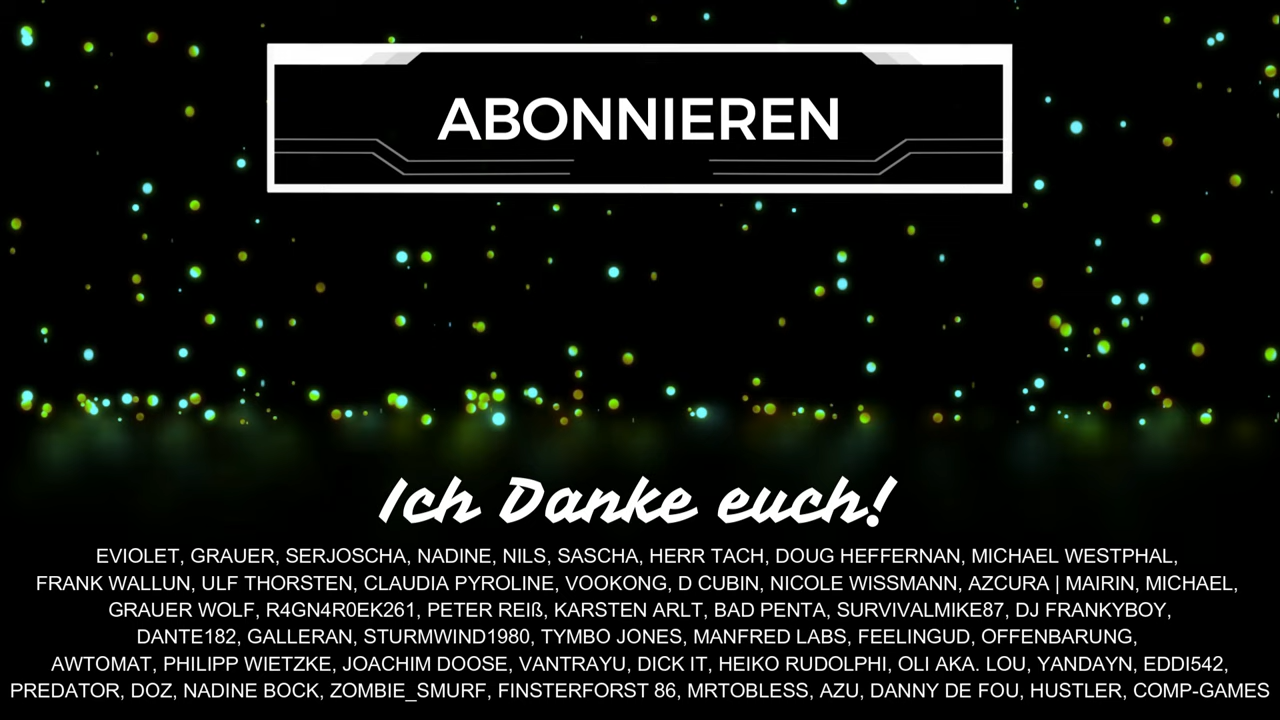 ABONNIEREN
Ich Danke euch!
EVIOLET, GRAUER, SERJOSCHA, NADINE, NILS, SASCHA, HERR TACH, DOUG HEFFERNAN, MICHAEL WESTPHAL,
FRANK WALLUN, ULF THORSTEN, CLAUDIA PYROLINE, VOOKONG, D CUBIN, NICOLE WISSMANN, AZCURA | MAIRIN, MICHAEL,
GRAUER WOLF, R4GN4R0EK261, PETER REIß, KARSTEN ARLT, BAD PENTA, SURVIVALMIKE87, DJ FRANKYBOY,
DANTE182, GALLERAN, STURMWIND1980, TYMBO JONES, MANFRED LABS, FEELINGUD, OFFENBARUNG,
AWTOMAT, PHILIPP WIETZKE, JOACHIM DOOSE, VANTRAYU, DICK IT, HEIKO RUDOLPHI, OLI AKA. LOU, YANDAYN, EDDI542,
PREDATOR, DOZ, NADINE BOCK, ZOMBIE_SMURF, FINSTERFORST 86, MRTOBLESS, AZU, DANNY DE FOU, HUSTLER, COMP-GAMES